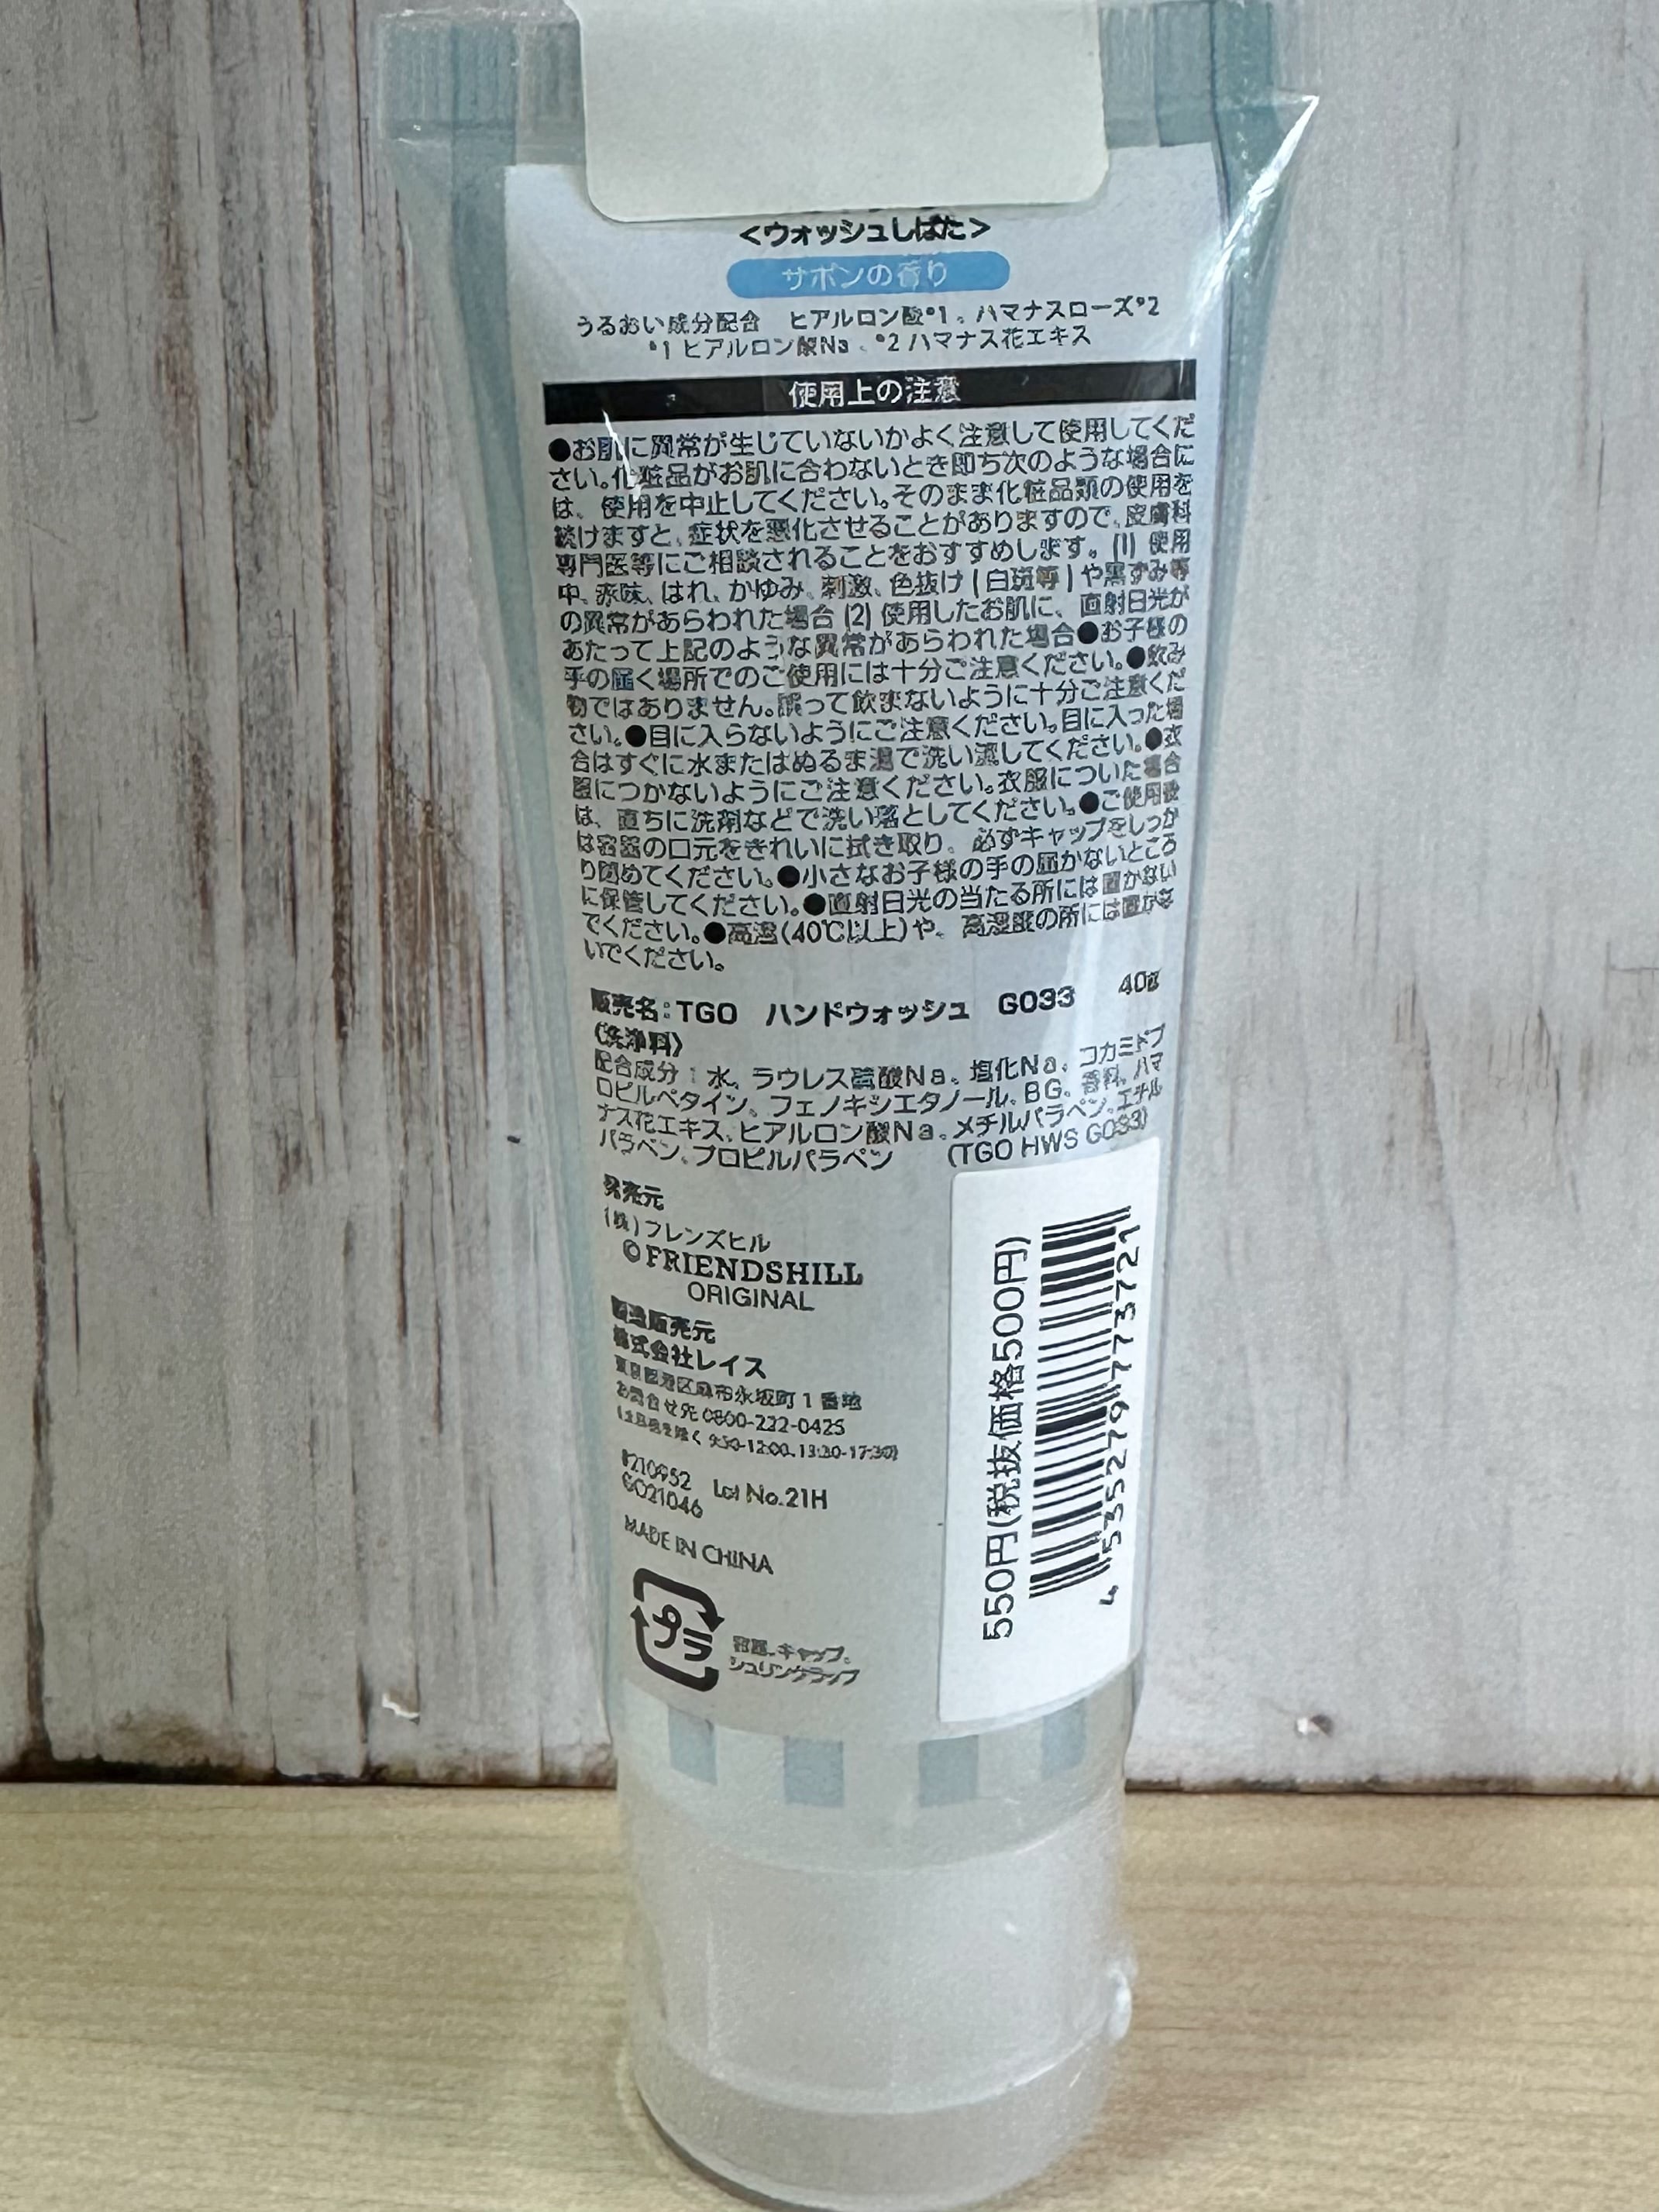 ＜ウォッシュしばた＞
サボンの香り
うるおい成分配合　ヒアルロン酸*1、ハマナスローズ*2
*1 ヒアルロン酸Na 、*2 ハマナス花エキス
使用上の注意
●お肌に異常が生じていないかよく注意して使用してくだ
さい。化粧品がお肌に合わないとき即ち次のような場合に
は、使用を中止してください。そのまま化粧品類の使用を
続けますと、症状を悪化させることがありますので、皮膚科
専門医等にご相談されることをおすすめします。(1) 使用
中、赤味、はれ、かゆみ、刺激、色抜け(白斑等)や黒ずみ等
の異常があらわれた場合(2) 使用したお肌に、直射日光が
あたって上記のような異常があらわれた場合●お子様の
手の届く場所でのご使用には十分ご注意ください。●飲み
物ではありません。誤って飲まないように十分ご注意くだ
さい。●目に入らないようにご注意ください。目に入った場
合はすぐに水またはぬるま湯で洗い流してください。●衣
服につかないようにご注意ください。衣服についた場合
は、直ちに洗剤などで洗い落としてください。●ご使用後
は容器の口元をきれいに拭き取り、必ずキャップをしっか
り閉めてください。●小さなお子様の手の届かないところ
に保管してください。●直射日光の当たる所には置かない
でください。●高温(40℃以上)や、高湿度の所には置かな
いでください。
販売名：TGO　ハンドウォッシュ　G033　40g
〈洗浄料〉
配合成分：水、ラウレス硫酸Na、塩化Na、コカミドプ
ロピルベタイン、フェノキシエタノール、BG、香料、ハマ
ナス花エキス、ヒアルロン酸Na、メチルパラベン、エチル
パラベン、プロピルパラベン　(TGO HWS G033)
発売元
(株)フレンズヒル
©FRIENDSHILL
ORIGINAL
製造販売元
株式会社レイス
東京都港区麻布永坂町1番地
お問合せ先 0800-222-0425
(土日祝を除く 9:30-12:00、13:30-17:30)
8210952
GO21046
Lot No.21H
MADE IN CHINA
プラ
容器、キャップ、
シュリンクラップ
550円(税抜価格500円)
4 535279 773721